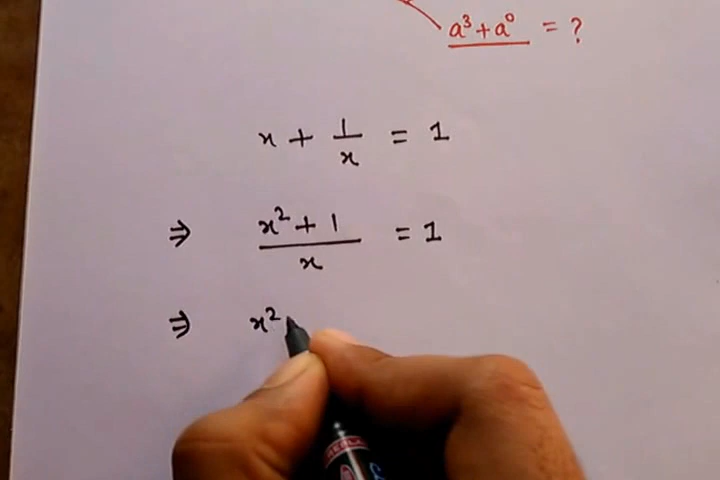 a³+a⁰ = ?
x + 1/x = 1
⇒ x² + 1/x = 1
⇒ x²